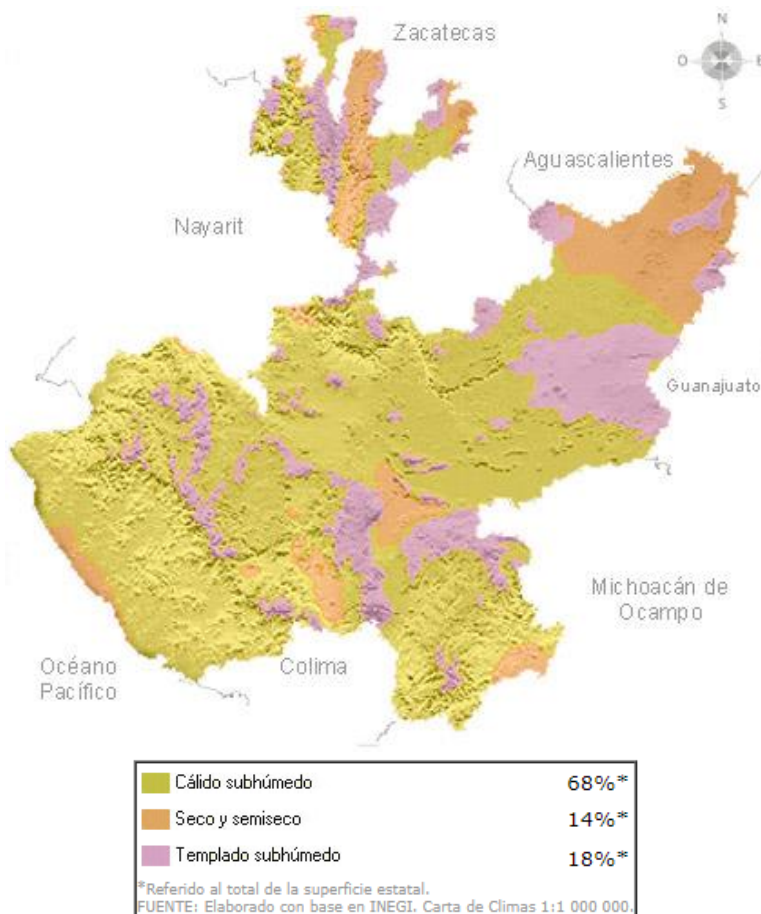 Zacatecas
N
O
E
S
Aguascalientes
Nayarit
Guanajuato
Michoacán de
Ocampo
Océano
Pacífico
Colima
Cálido subhúmedo 68%*
Seco y semiseco 14%*
Templado subhúmedo 18%*
*Referido al total de la superficie estatal.
FUENTE: Elaborado con base en INEGI. Carta de Climas 1:1 000 000.